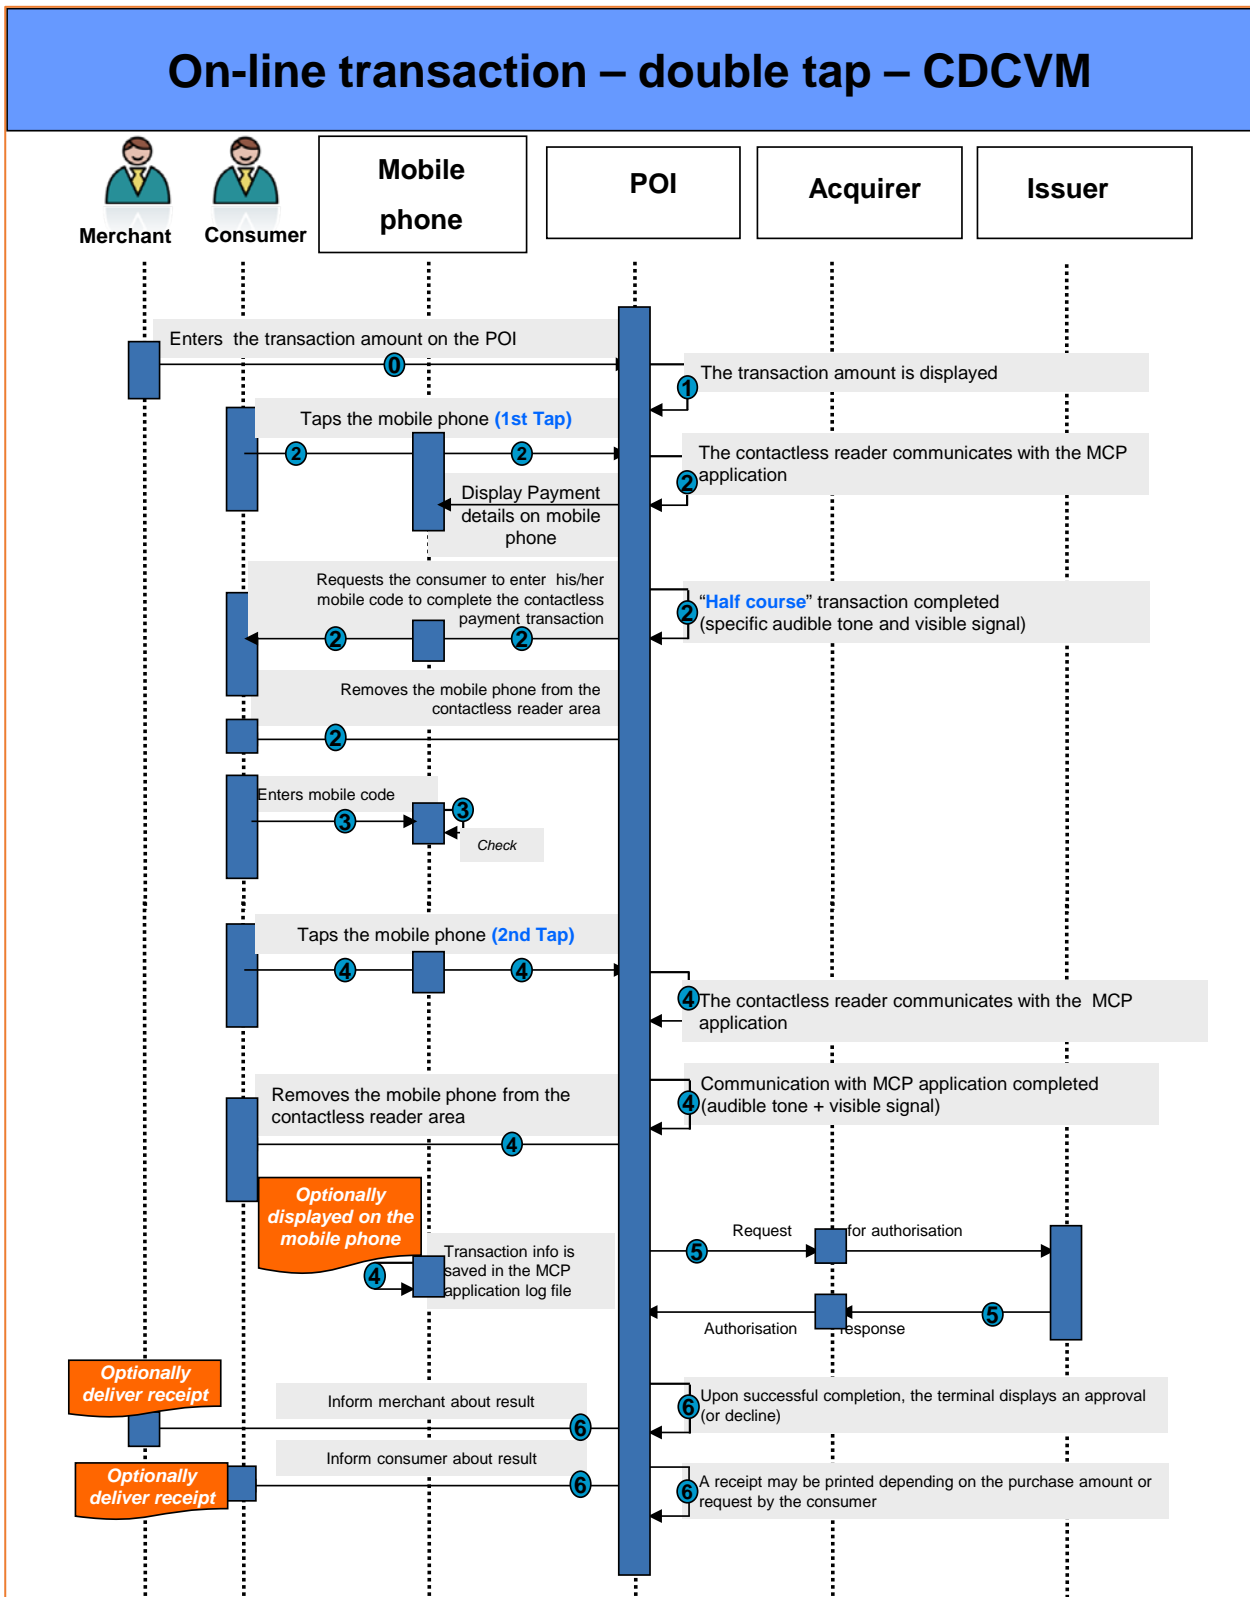 On-line transaction – double tap – CDCVM
Merchant
Consumer
Mobile
phone
POI
Acquirer
Issuer
Enters the transaction amount on the POI
0
The transaction amount is displayed
1
Taps the mobile phone (1st Tap)
2
2
The contactless reader communicates with the MCP
application
2
Display Payment
details on mobile
phone
Requests the consumer to enter his/her
mobile code to complete the contactless
payment transaction
2
2
“Half course” transaction completed
(specific audible tone and visible signal)
2
Removes the mobile phone from the
contactless reader area
2
Enters mobile code
3
3
Check
Taps the mobile phone (2nd Tap)
4
4
The contactless reader communicates with the MCP
application
4
Removes the mobile phone from the
contactless reader area
4
Communication with MCP application completed
(audible tone + visible signal)
4
Optionally
displayed on the
mobile phone
Transaction info is
saved in the MCP
application log file
4
Request for authorisation
5
5
Authorisation response
Optionally
deliver receipt
Inform merchant about result
6
Upon successful completion, the terminal displays an approval
(or decline)
6
Optionally
deliver receipt
Inform consumer about result
6
A receipt may be printed depending on the purchase amount or
request by the consumer
6